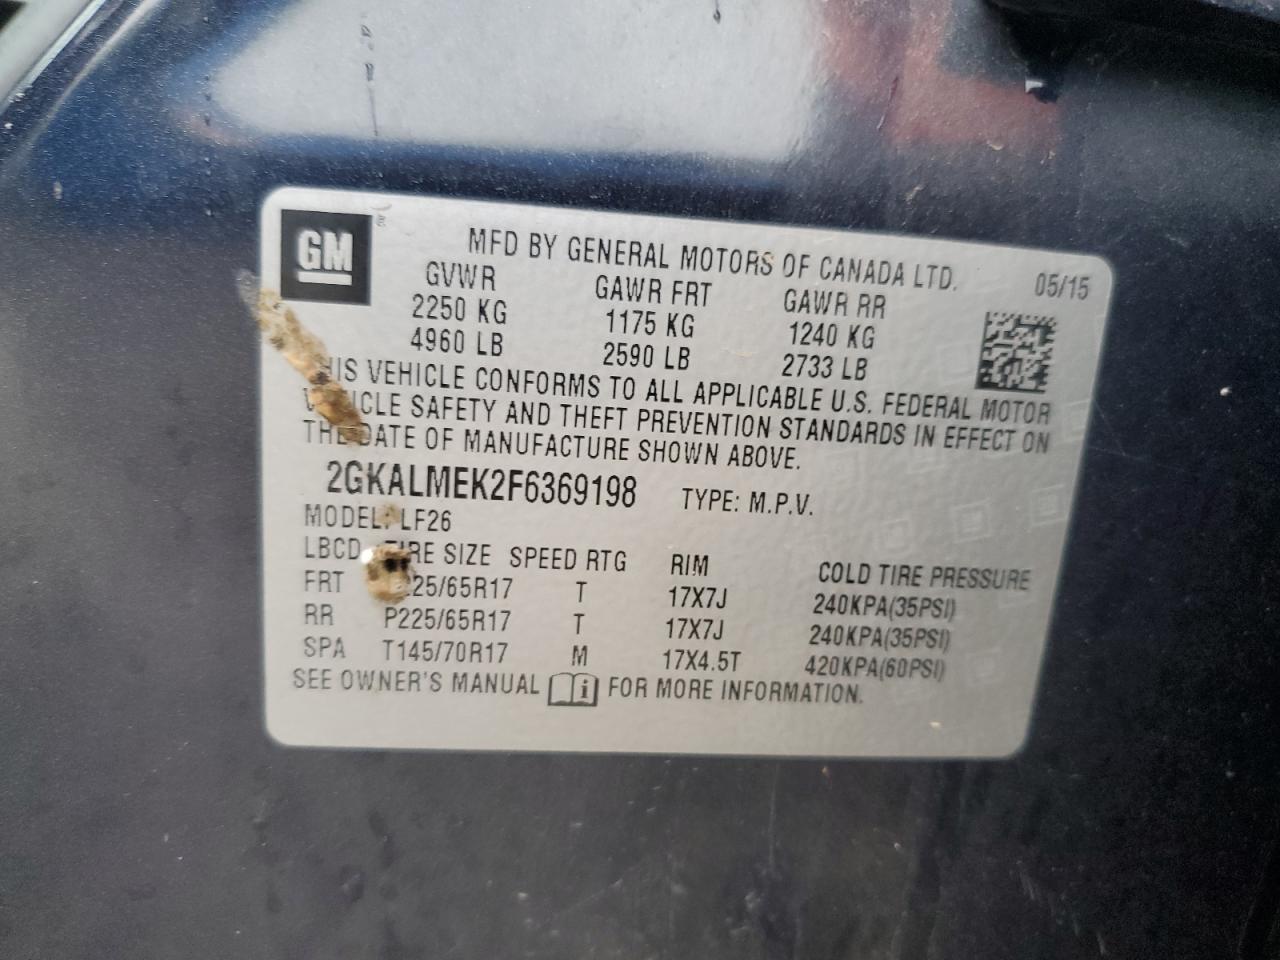 GM
MFD BY GENERAL MOTORS OF CANADA LTD. 05/15
GVWR GAWR FRT GAWR RR
2250 KG 1175 KG 1240 KG
4960 LB 2590 LB 2733 LB
THIS VEHICLE CONFORMS TO ALL APPLICABLE U.S. FEDERAL MOTOR
VEHICLE SAFETY AND THEFT PREVENTION STANDARDS IN EFFECT ON
THE DATE OF MANUFACTURE SHOWN ABOVE.
2GKALMEK2F6369198 TYPE: M.P.V.
MODEL: LF26
LBCD TIRE SIZE SPEED RTG RIM COLD TIRE PRESSURE
FRT P225/65R17 T 17X7J 240KPA(35PSI)
RR P225/65R17 T 17X7J 240KPA(35PSI)
SPA T145/70R17 M 17X4.5T 420KPA(60PSI)
SEE OWNER'S MANUAL FOR MORE INFORMATION.